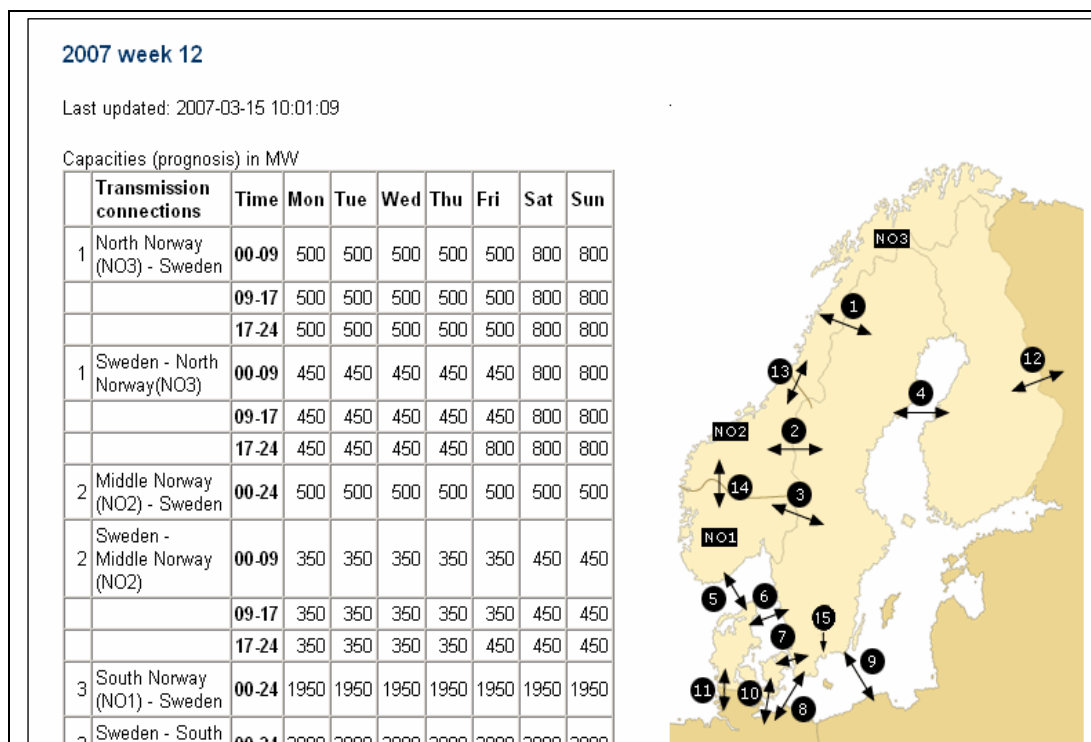 2007 week 12
Last updated: 2007-03-15 10:01:09
Capacities (prognosis) in MW
Transmission connections Time Mon Tue Wed Thu Fri Sat Sun
1 North Norway (NO3) - Sweden 00-09 500 500 500 500 500 800 800
09-17 500 500 500 500 500 800 800
17-24 500 500 500 500 500 800 800
1 Sweden - North Norway(NO3) 00-09 450 450 450 450 450 800 800
09-17 450 450 450 450 450 800 800
17-24 450 450 450 450 800 800 800
2 Middle Norway (NO2) - Sweden 00-24 500 500 500 500 500 500 500
2 Sweden - Middle Norway (NO2) 00-09 350 350 350 350 350 450 450
09-17 350 350 350 350 350 450 450
17-24 350 350 350 350 450 450 450
3 South Norway (NO1) - Sweden 00-24 1950 1950 1950 1950 1950 1950 1950
Sweden - South
NO3
1
13
12
4
NO2
2
14
3
NO1
5
6
15
7
9
11
10
8